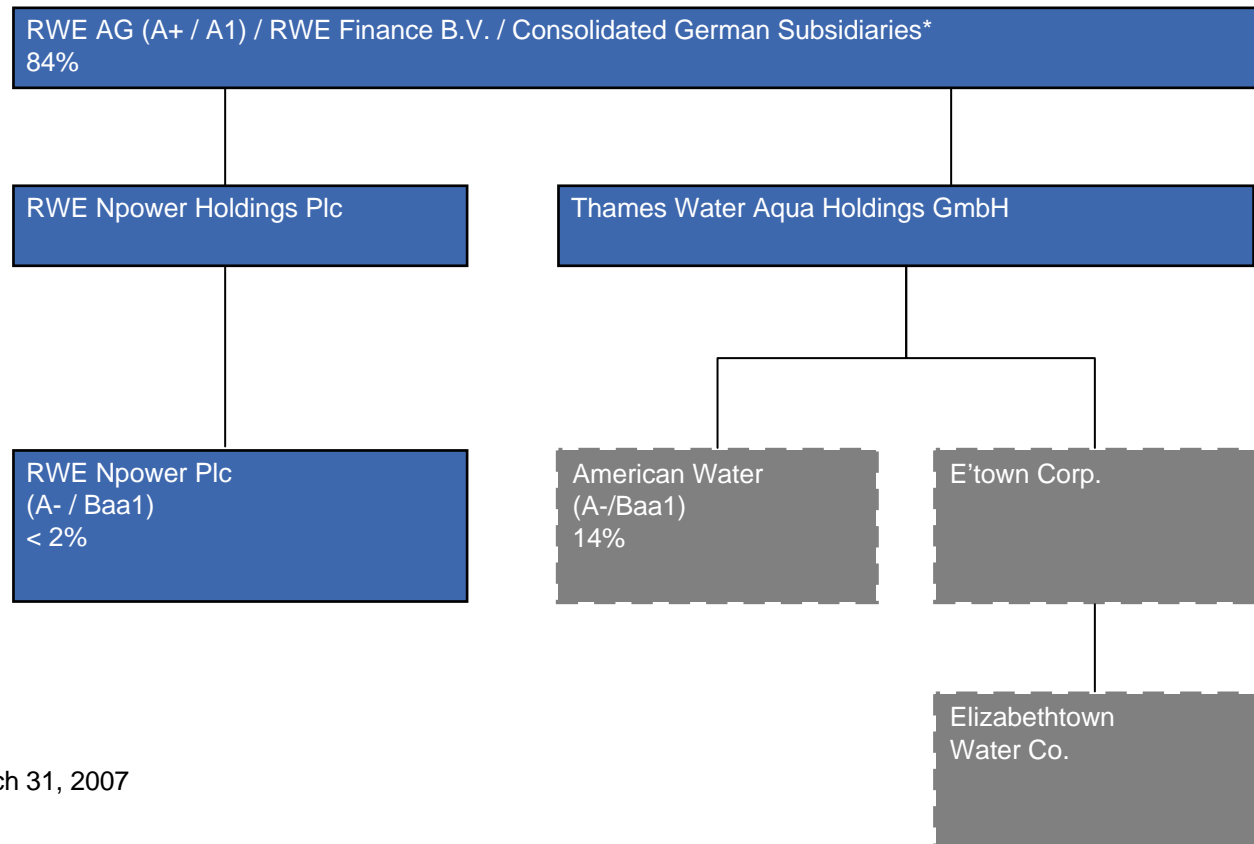 RWE AG (A+ / A1) / RWE Finance B.V. / Consolidated German Subsidiaries*
84%
RWE Npower Holdings Plc
Thames Water Aqua Holdings GmbH
RWE Npower Plc
(A- / Baa1)
< 2%
American Water
(A-/Baa1)
14%
E'town Corp.
Elizabethtown
Water Co.
31, 2007